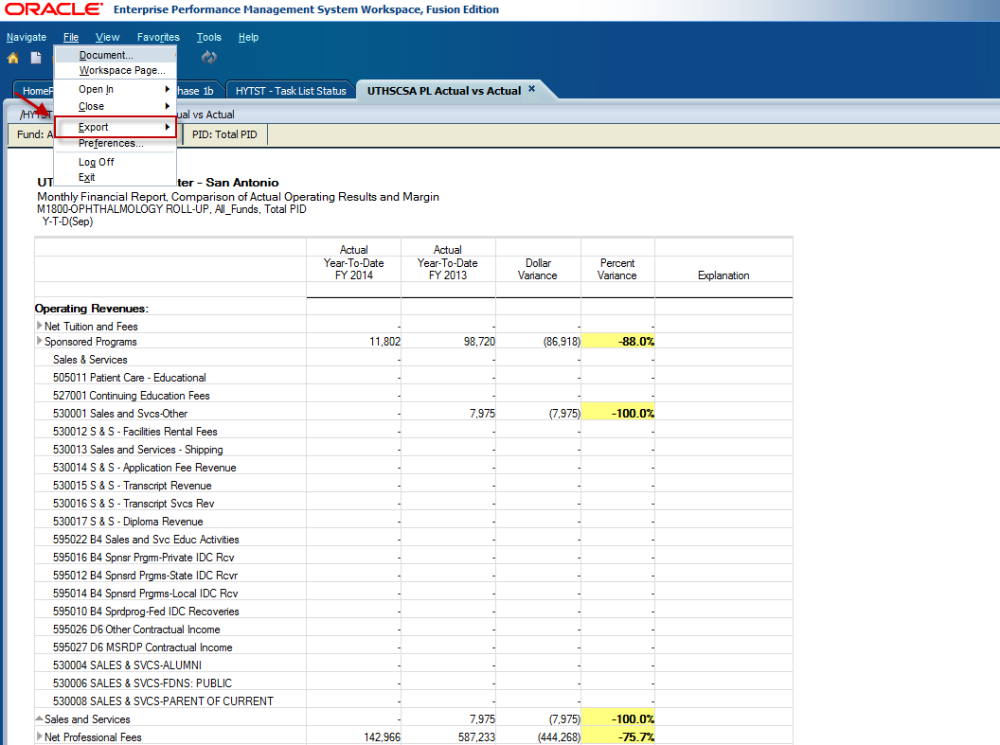 ORACLE Enterprise Performance Management System Workspace, Fusion Edition
Navigate File View Favorites Tools Help
Document...
Workspace Page...
Open In
Close
Export
Preferences...
Log Off
Exit
HomeP hase 1b HYTST - Task List Status UTHSCSA PL Actual vs Actual
/HYTST ual vs Actual
Fund: A PID: Total PID
UT ter - San Antonio
Monthly Financial Report, Comparison of Actual Operating Results and Margin
M1800-OPHTHALMOLOGY ROLL-UP, All_Funds, Total PID
Y-T-D(Sep)
Actual Actual
Year-To-Date Year-To-Date Dollar Percent
FY 2014 FY 2013 Variance Variance Explanation
Operating Revenues:
Net Tuition and Fees - - - -
Sponsored Programs 11,802 98,720 (86,918) -88.0%
Sales & Services - - - -
505011 Patient Care - Educational - - - -
527001 Continuing Education Fees - - - -
530001 Sales and Svcs-Other - 7,975 (7,975) -100.0%
530012 S & S - Facilities Rental Fees - - - -
530013 Sales and Services - Shipping - - - -
530014 S & S - Application Fee Revenue - - - -
530015 S & S - Transcript Revenue - - - -
530016 S & S - Transcript Svcs Rev - - - -
530017 S & S - Diploma Revenue - - - -
595022 B4 Sales and Svc Educ Activities - - - -
595016 B4 Spnsr Prgrm-Private IDC Rcv - - - -
595012 B4 Spnsrd Prgms-State IDC Rcvr - - - -
595014 B4 Spnsrd Prgrms-Local IDC Rcv - - - -
595010 B4 Sprdprog-Fed IDC Recoveries - - - -
595026 D6 Other Contractual Income - - - -
595027 D6 MSRDP Contractual Income - - - -
530004 SALES & SVCS-ALUMNI - - - -
530006 SALES & SVCS-FDNS: PUBLIC - - - -
530008 SALES & SVCS-PARENT OF CURRENT - - - -
Sales and Services - 7,975 (7,975) -100.0%
Net Professional Fees 142,966 587,233 (444,268) -75.7%